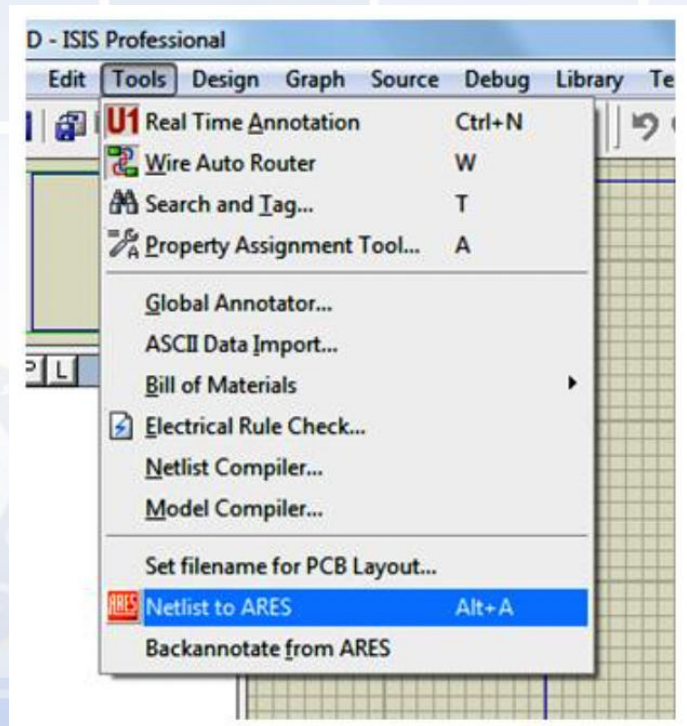 D - ISIS Professional
Edit Tools Design Graph Source Debug Library Te
U1 Real Time Annotation Ctrl+N
Wire Auto Router W
Search and Tag... T
A Property Assignment Tool... A
Global Annotator...
ASCII Data Import...
P L
Bill of Materials
Electrical Rule Check...
Netlist Compiler...
Model Compiler...
Set filename for PCB Layout...
ARES Netlist to ARES Alt+A
Backannotate from ARES